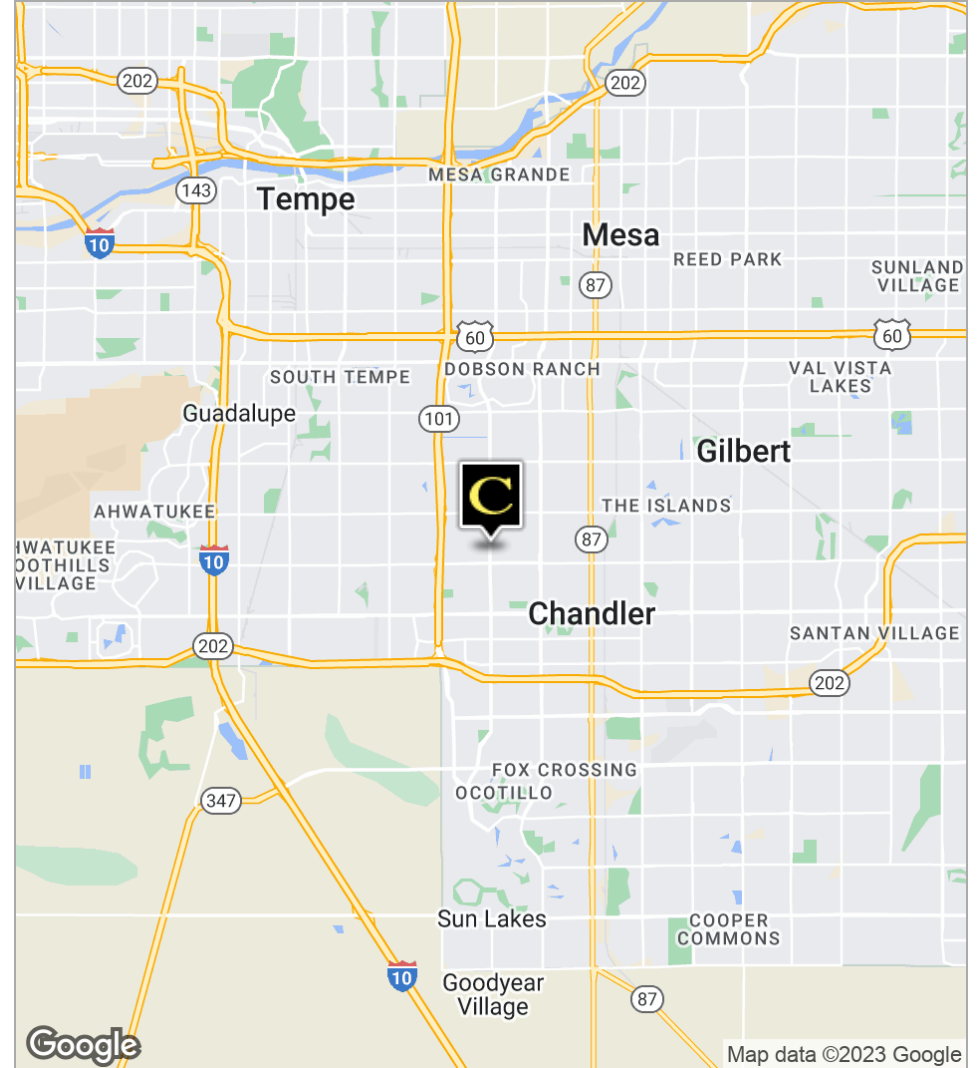 202
202
MESA GRANDE
143
Tempe
Mesa
10
REED PARK
SUNLAND
VILLAGE
87
60
60
DOBSON RANCH
VAL VISTA
LAKES
SOUTH TEMPE
Guadalupe
101
Gilbert
C
THE ISLANDS
AHWATUKEE
87
HWATUKEE
OOTHILLS
VILLAGE
10
Chandler
SANTAN VILLAGE
202
202
FOX CROSSING
OCOTILLO
347
Sun Lakes
COOPER
COMMONS
10
Goodyear
Village
87
Google
Map data ©2023 Google